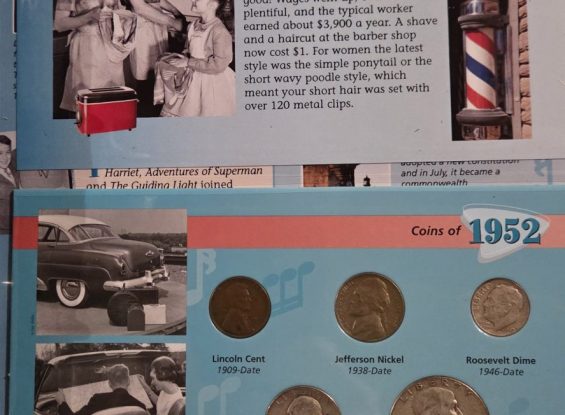 plentiful, and the typical worker
earned about $3,900 a year. A shave
and a haircut at the barber shop
now cost $1. For women the latest
style was the simple ponytail or the
short wavy poodle style, which
meant your short hair was set with
over 120 metal clips.
Harriet, Adventures of Superman
and The Guiding Light joined
adopted a new constitution
and in July, it became a
commonwealth
Coins of 1952
Lincoln Cent
1909-Date
Jefferson Nickel
1938-Date
Roosevelt Dime
1946-Date